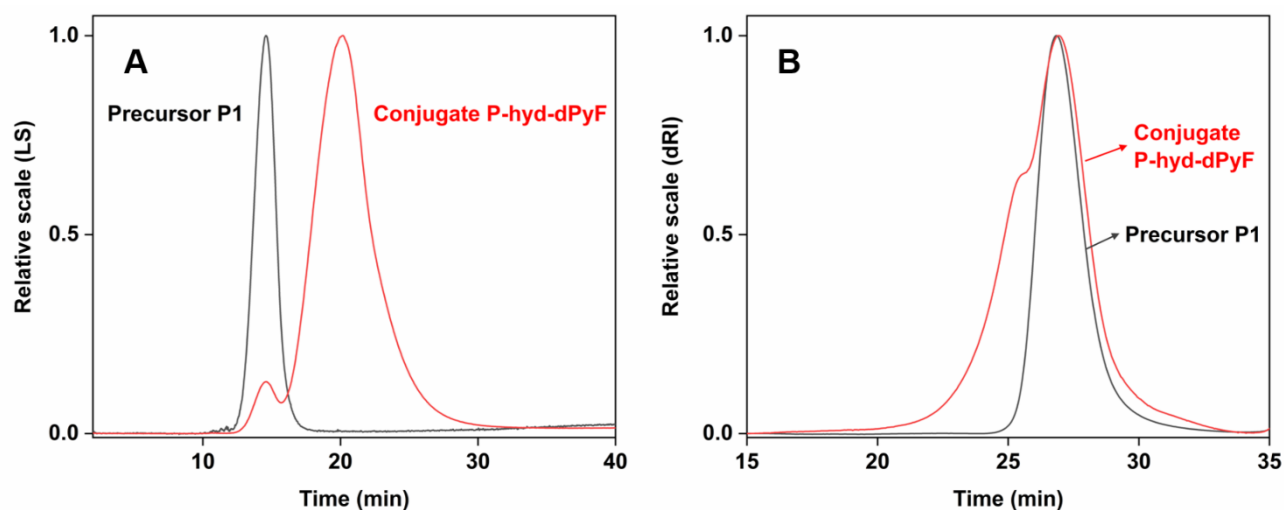 A
Precursor P1
Conjugate P-hyd-dPyF
Relative scale (LS)
1.0
0.5
0.0
10
20
30
40
Time (min)
B
Conjugate
P-hyd-dPyF
Precursor P1
Relative scale (dRI)
1.0
0.5
0.0
15
20
25
30
35
Time (min)